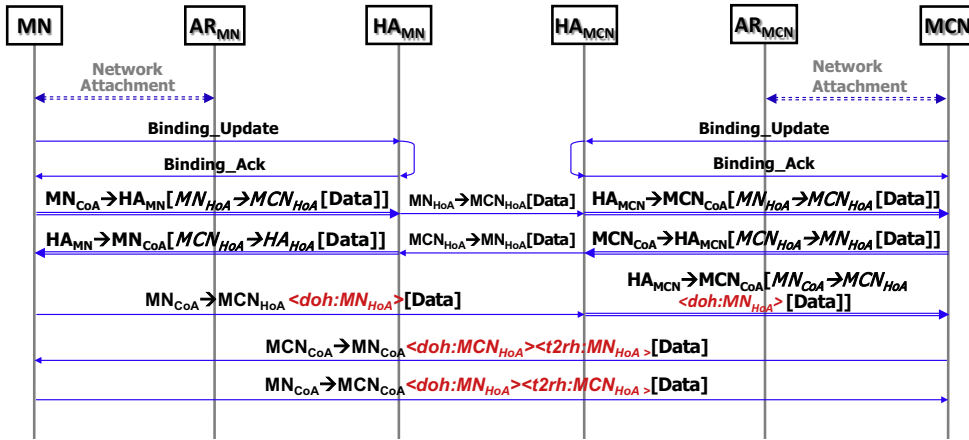 MN AR_MN HA_MN HA_MCN AR_MCN MCN
Network Attachment
Network Attachment
Binding_Update Binding_Update
Binding_Ack Binding_Ack
MN_CoA→HA_MN[MN_HoA→MCN_HoA[Data]] MN_HoA→MCN_HoA[Data] HA_MCN→MCN_CoA[MN_HoA→MCN_HoA[Data]]
HA_MN→MN_CoA[MCN_HoA→HA_HoA[Data]] MCN_HoA→MN_HoA[Data] MCN_CoA→HA_MCN[MCN_HoA→MN_HoA[Data]]
HA_MCN→MCN_CoA[MN_CoA→MCN_HoA
<doh:MN_HoA>[Data]]
MN_CoA→MCN_HoA<doh:MN_HoA>[Data]
MCN_CoA→MN_CoA<doh:MCN_HoA><t2rh:MN_HoA>[Data]
MN_CoA→MCN_CoA<doh:MN_HoA><t2rh:MCN_HoA>[Data]